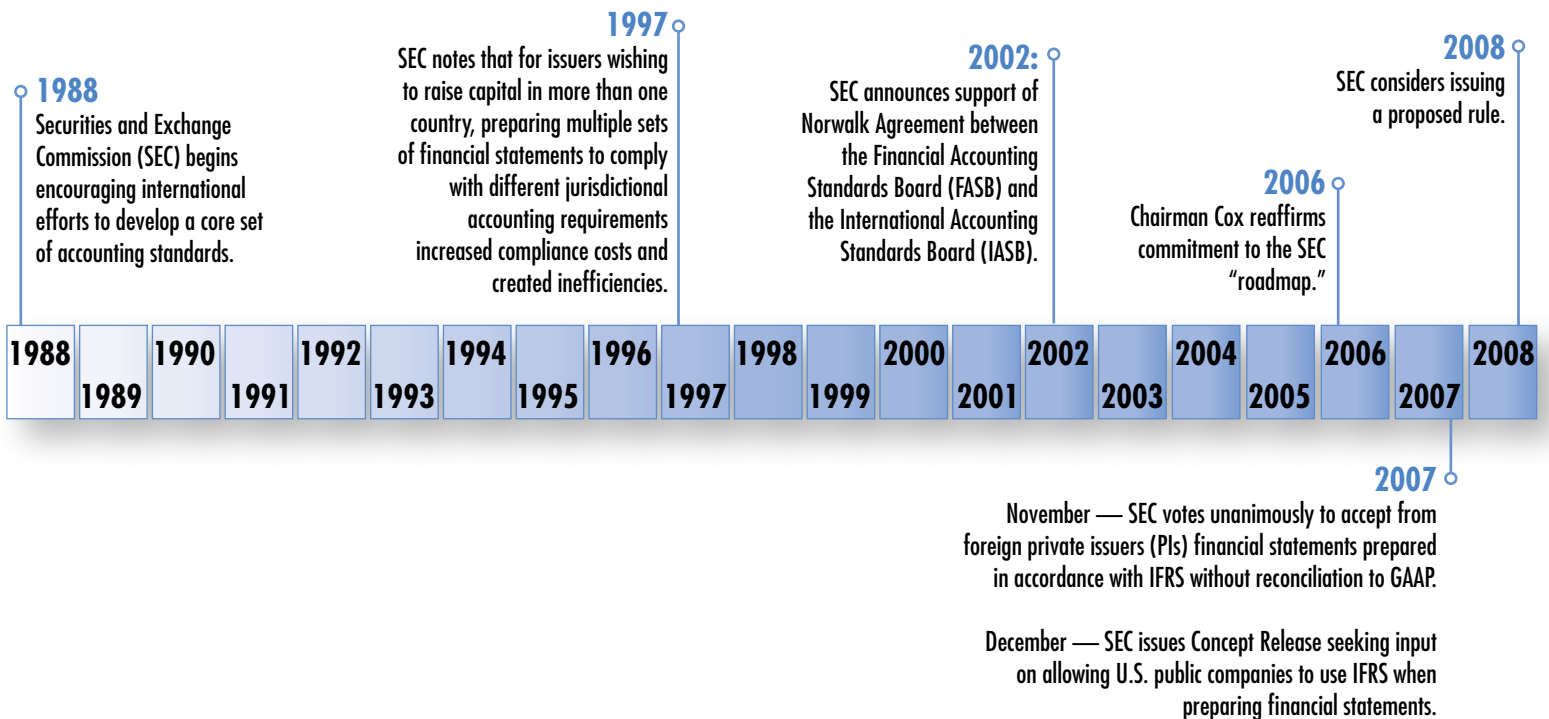 1988
Securities and Exchange
Commission (SEC) begins
encouraging international
efforts to develop a core set
of accounting standards.
1997
SEC notes that for issuers wishing
to raise capital in more than one
country, preparing multiple sets
of financial statements to comply
with different jurisdictional
accounting requirements
increased compliance costs and
created inefficiencies.
2002:
SEC announces support of
Norwalk Agreement between
the Financial Accounting
Standards Board (FASB) and
the International Accounting
Standards Board (IASB).
2006
Chairman Cox reaffirms
commitment to the SEC
“roadmap.”
2008
SEC considers issuing
a proposed rule.
1988 1990 1992 1994 1996 1998 2000 2002 2004 2006 2008
1989 1991 1993 1995 1997 1999 2001 2003 2005 2007
2007
November — SEC votes unanimously to accept from
foreign private issuers (PIs) financial statements prepared
in accordance with IFRS without reconciliation to GAAP.
December — SEC issues Concept Release seeking input
on allowing U.S. public companies to use IFRS when
preparing financial statements.